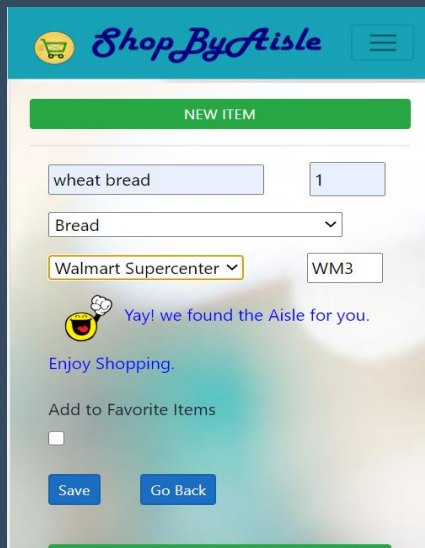 ShopByAisle
NEW ITEM
wheat bread 1
Bread
Walmart Supercenter WM3
Yay! we found the Aisle for you.
Enjoy Shopping.
Add to Favorite Items
Save Go Back